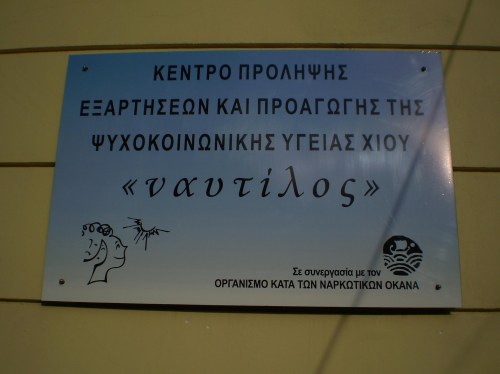 ΚΕΝΤΡΟ ΠΡΟΛΗΨΗΣ
ΕΞΑΡΤΗΣΕΩΝ ΚΑΙ ΠΡΟΑΓΩΓΗΣ ΤΗΣ
ΨΥΧΟΚΟΙΝΩΝΙΚΗΣ ΥΓΕΙΑΣ ΧΙΟΥ
«ναυτίλος»
Σε συνεργασία με τον
ΟΡΓΑΝΙΣΜΟ ΚΑΤΑ ΤΩΝ ΝΑΡΚΩΤΙΚΩΝ ΟΚΑΝΑ